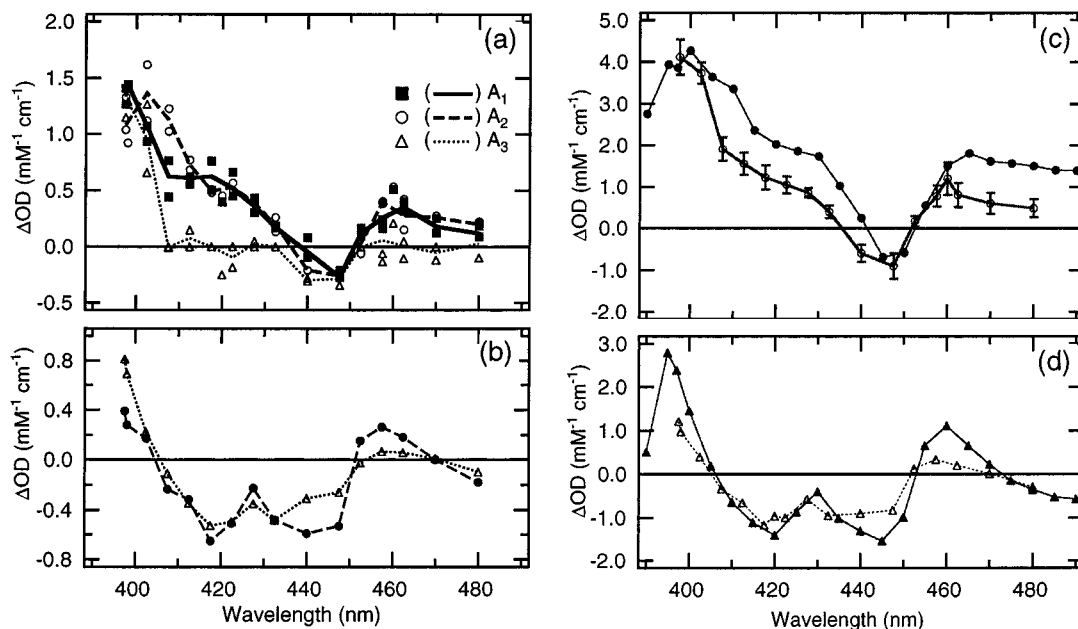 (a)
ΔOD (mM⁻¹ cm⁻¹)
2.0
1.5
1.0
0.5
0.0
-0.5
■ (——) A₁
○ (– – –) A₂
△ (········) A₃
(b)
ΔOD (mM⁻¹ cm⁻¹)
0.8
0.4
0.0
-0.4
-0.8
400 420 440 460 480
Wavelength (nm)
(c)
ΔOD (mM⁻¹ cm⁻¹)
5.0
4.0
3.0
2.0
1.0
0.0
-1.0
-2.0
(d)
ΔOD (mM⁻¹ cm⁻¹)
3.0
2.0
1.0
0.0
-1.0
-2.0
400 420 440 460 480
Wavelength (nm)